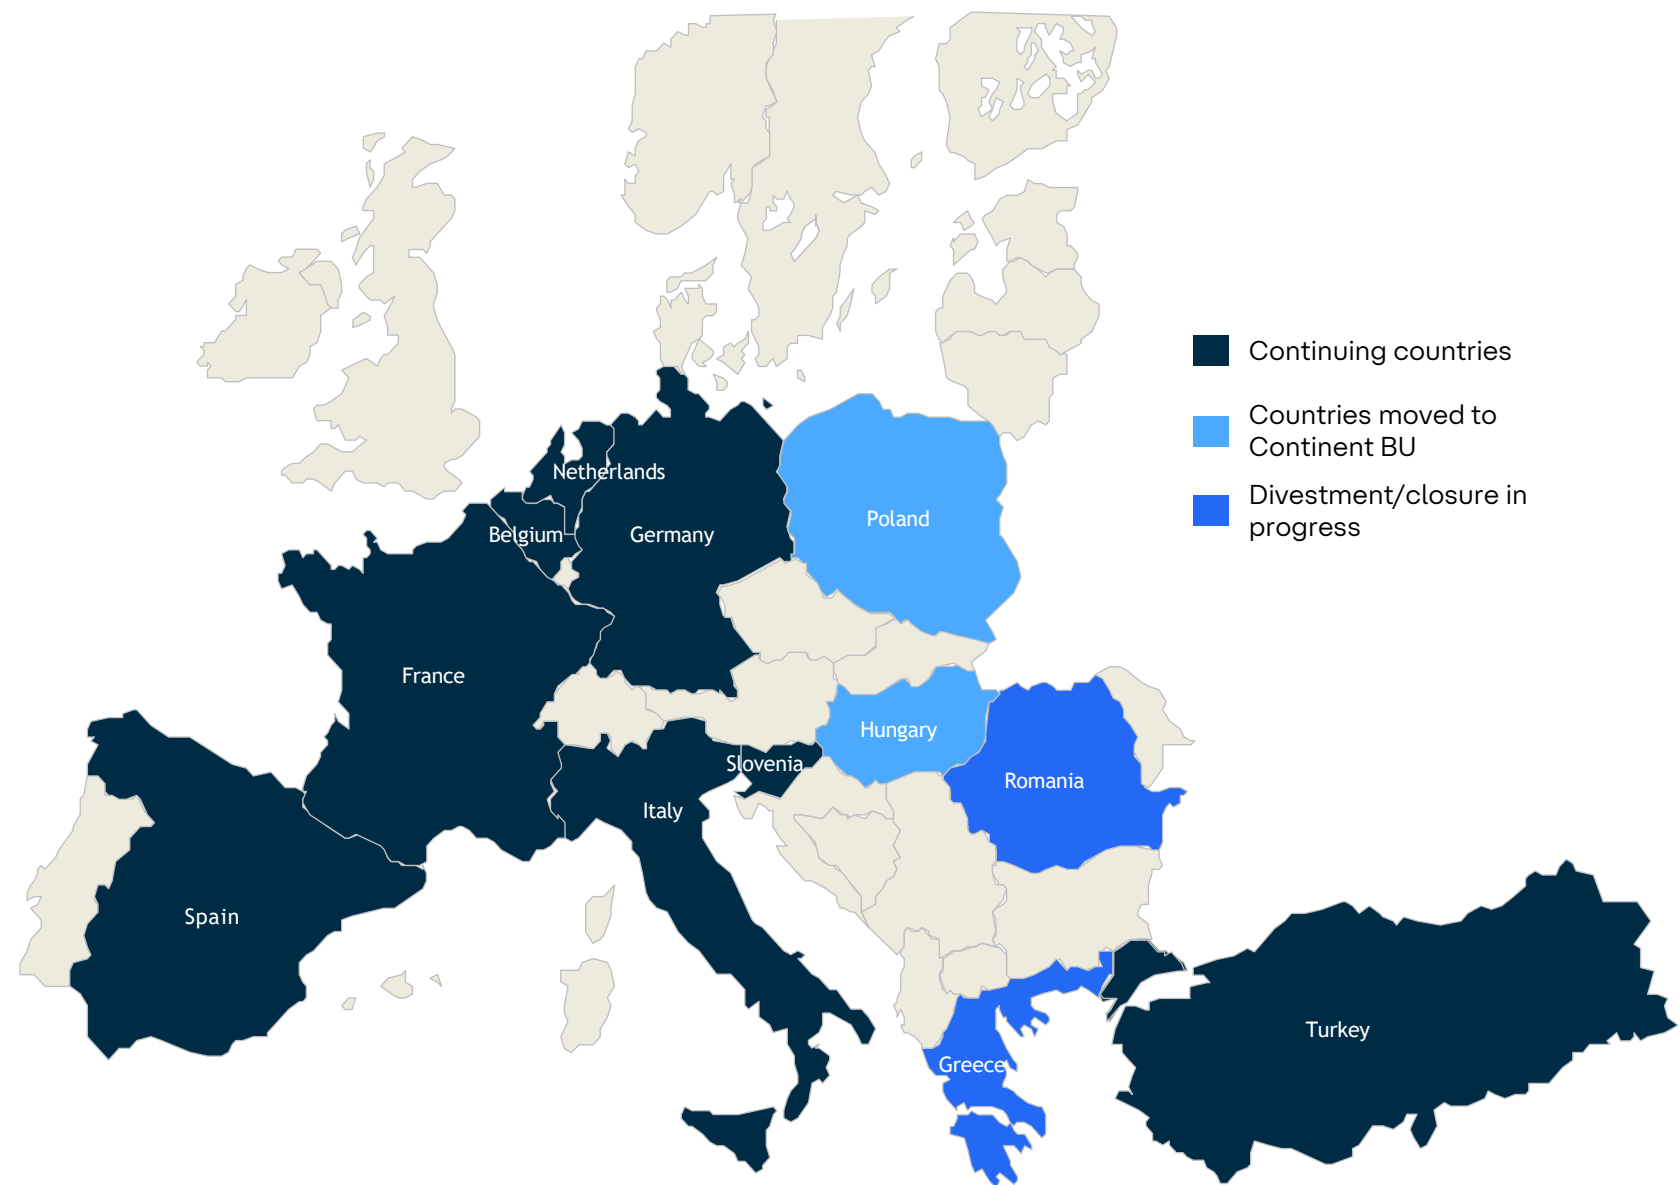 Continuing countries
Countries moved to
Continent BU
Divestment/closure in
progress
Netherlands
Belgium
Germany
Poland
France
Hungary
Slovenia
Romania
Italy
Spain
Turkey
Greece